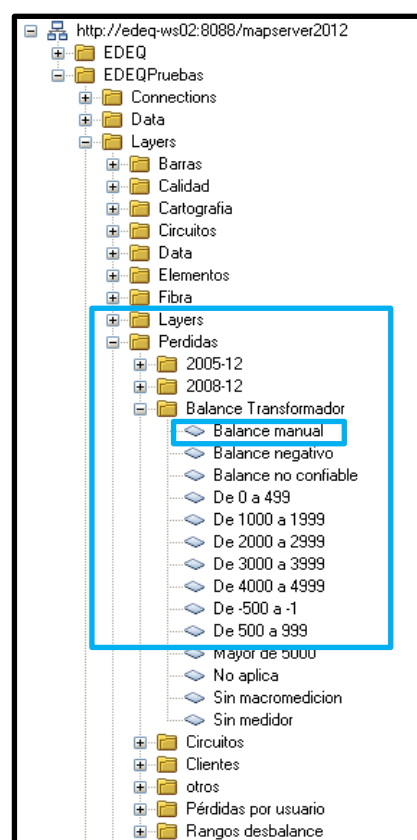 http://edeq-ws02:8088/mapserver2012
EDEQ
EDEQPruebas
Connections
Data
Layers
Barras
Calidad
Cartografia
Circuitos
Data
Elementos
Fibra
Layers
Perdidas
2005-12
2008-12
Balance Transformador
Balance manual
Balance negativo
Balance no confiable
De 0 a 499
De 1000 a 1999
De 2000 a 2999
De 3000 a 3999
De 4000 a 4999
De -500 a -1
De 500 a 999
Mayor de 5000
No aplica
Sin macromedicion
Sin medidor
Circuitos
Clientes
otros
Pérdidas por usuario
Rangos desbalance